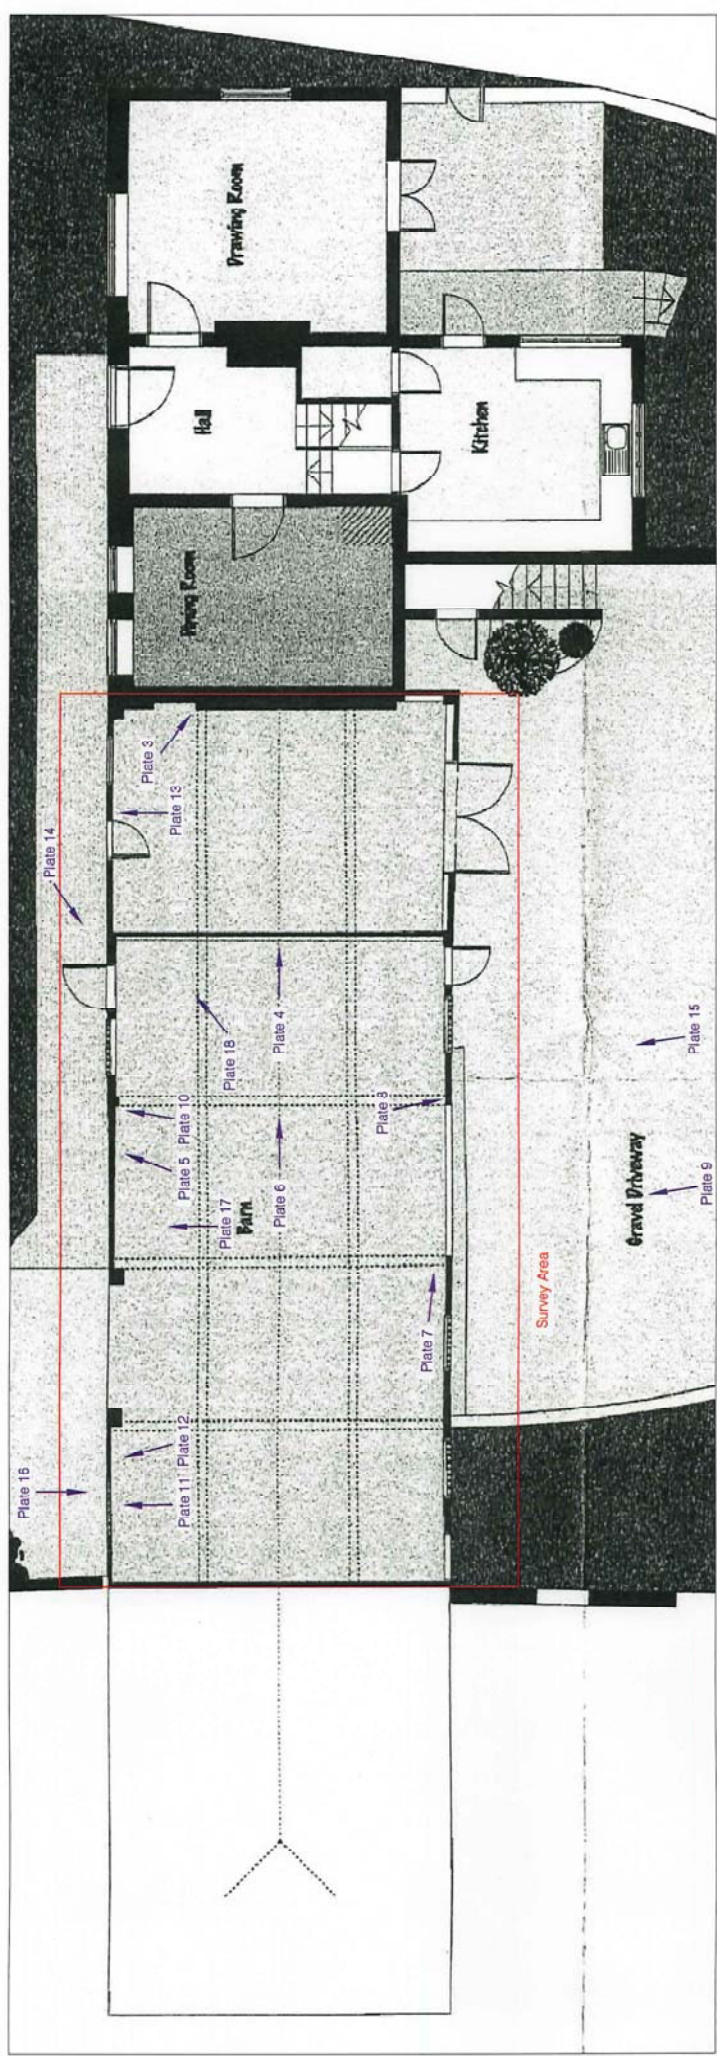 Drawing Room
Hall
Kitchen
Dining Room
Plate 3
Plate 13
Plate 14
Plate 4
Plate 18
Plate 15
Plate 10
Plate 8
Plate 5
Plate 6
Plate 17
Barn
Plate 9
Gravel Driveway
Survey Area
Plate 7
Plate 12
Plate 11
Plate 16